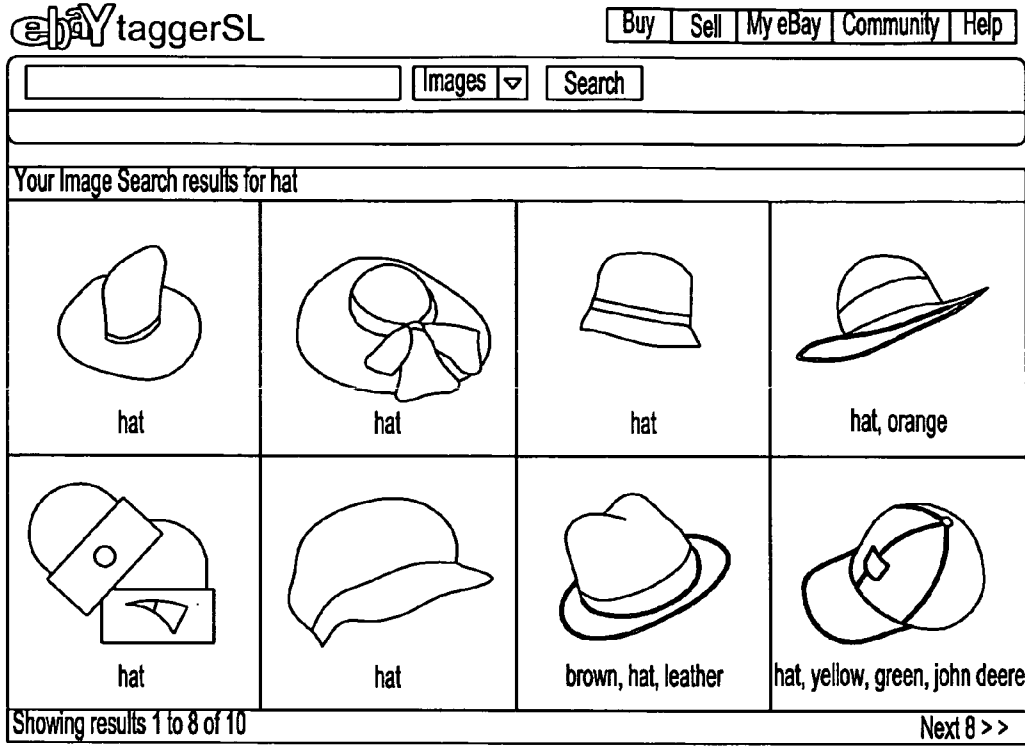 ebaY taggerSL
Buy Sell My eBay Community Help
Images Search
Your Image Search results for hat
hat hat hat hat, orange
hat hat brown, hat, leather hat, yellow, green, john deere
Showing results 1 to 8 of 10 Next 8 > >